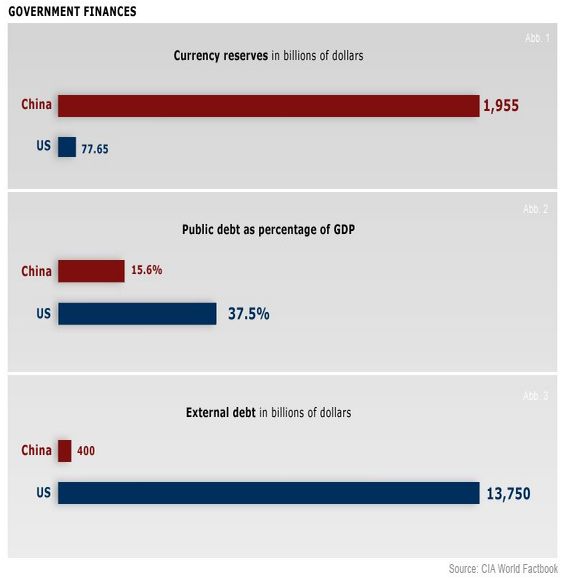 GOVERNMENT FINANCES
Abb. 1
Currency reserves in billions of dollars
China 1,955
US 77.65
Abb. 2
Public debt as percentage of GDP
China 15.6%
US 37.5%
Abb. 3
External debt in billions of dollars
China 400
US 13,750
Source: CIA World Factbook